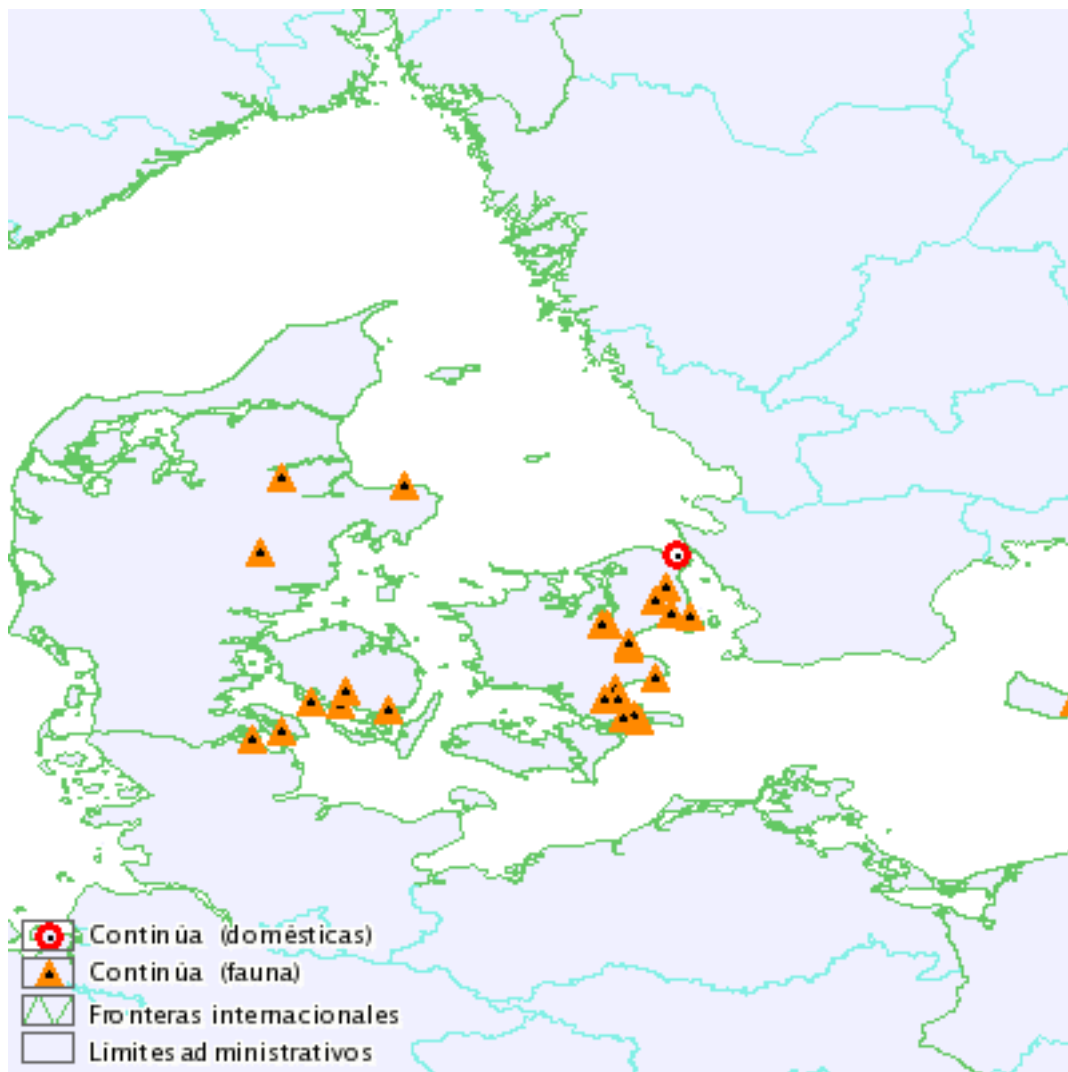 Continúa (domésticas)
Continúa (fauna)
Fronteras internacionales
Límites administrativos